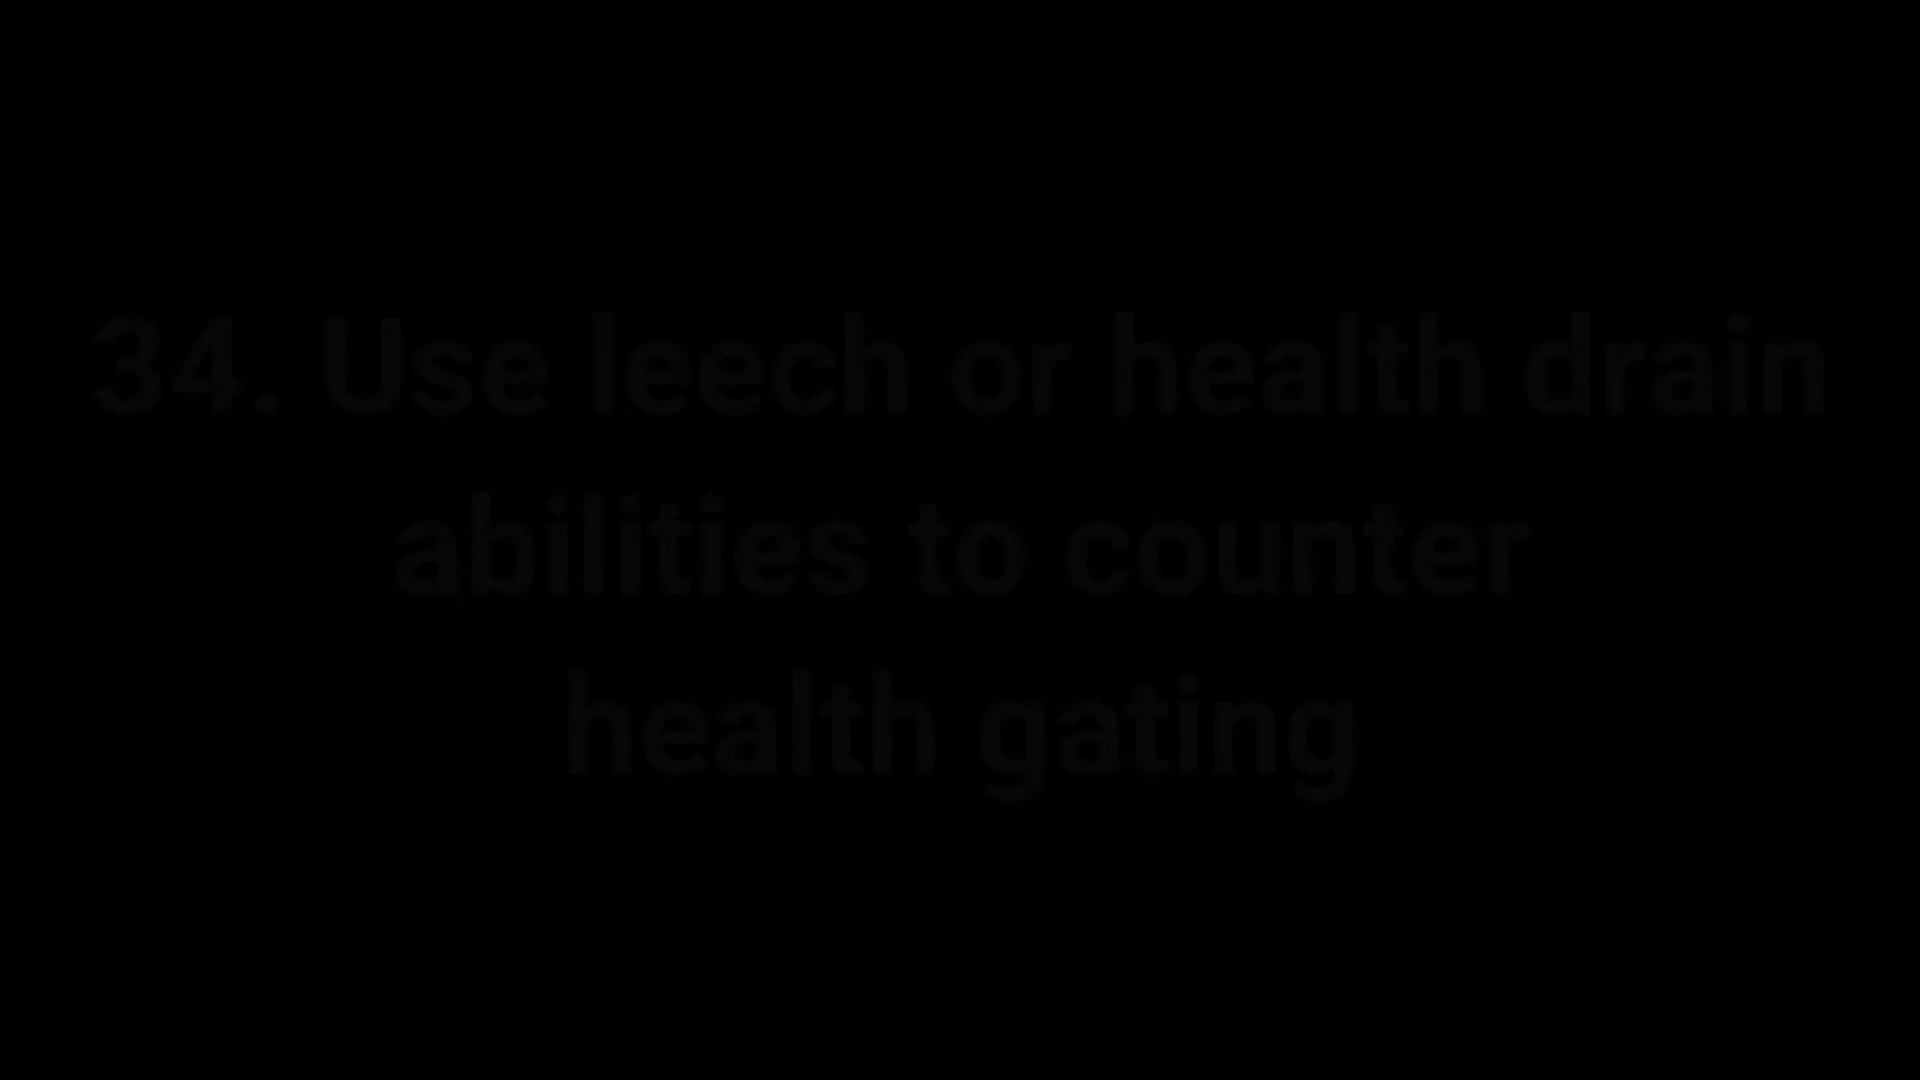 34. Use leech or health drain
abilities to counter
health gating